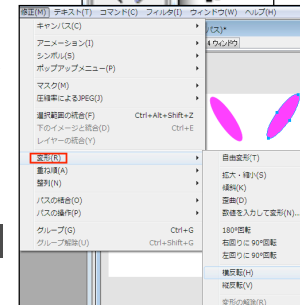 修正(M) テキスト(T) コマンド(C) フィルタ(I) ウィンドウ(W) ヘルプ(H)
キャンバス(C)
アニメーション(I)
シンボル(S)
ポップアップメニュー(P)
マスク(M)
圧縮率によるJPEG(J)
選択範囲の統合(F) Ctrl+Alt+Shift+Z
下のイメージと統合(D) Ctrl+E
レイヤーの統合(Y)
変形(R)
重ね順(A)
整列(N)
パスの結合(O)
パスの操作(P)
グループ(G) Ctrl+G
グループ解除(U) Ctrl+Shift+G
パス)*
4 ウィンドウ
自由変形(T)
拡大・縮小(S)
傾斜(K)
歪曲(D)
数値を入力して変形(N)...
180°回転
右回りに 90°回転
左回りに 90°回転
横反転(H)
縦反転(V)
変形の解除(R)